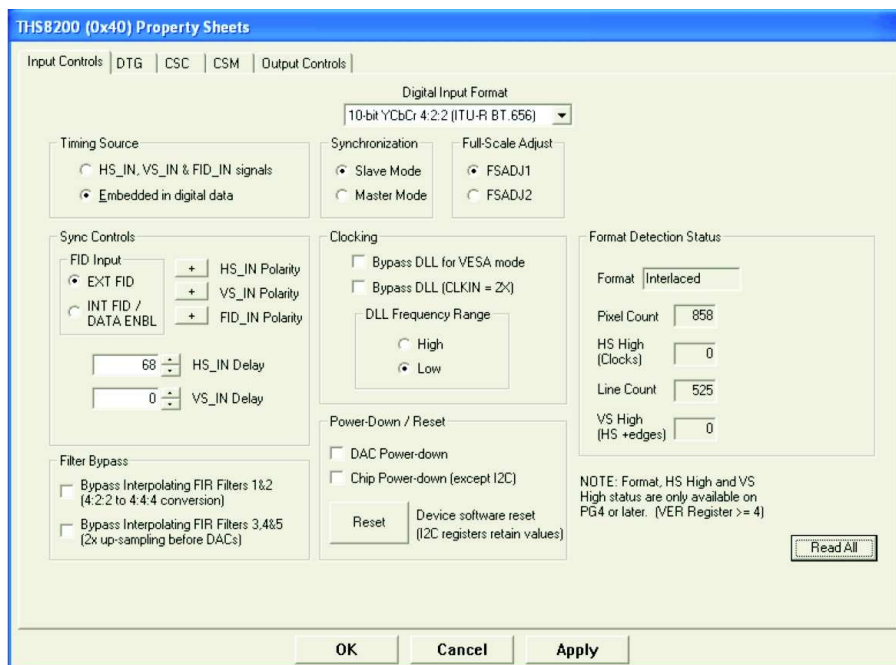 THS8200 (0x40) Property Sheets
Input Controls DTG CSC CSM Output Controls
Digital Input Format
10-bit YCbCr 4:2:2 (ITU-R BT.656)
Timing Source
HS_IN, VS_IN & FID_IN signals
Embedded in digital data
Synchronization
Slave Mode
Master Mode
Full-Scale Adjust
FSADJ1
FSADJ2
Sync Controls
FID Input
EXT FID
INT FID /
DATA ENBL
+ HS_IN Polarity
+ VS_IN Polarity
+ FID_IN Polarity
68 HS_IN Delay
0 VS_IN Delay
Clocking
Bypass DLL for VESA mode
Bypass DLL (CLKIN = 2X)
DLL Frequency Range
High
Low
Format Detection Status
Format Interlaced
Pixel Count 858
HS High
(Clocks) 0
Line Count 525
VS High
(HS +edges) 0
Filter Bypass
Bypass Interpolating FIR Filters 1&2
(4:2:2 to 4:4:4 conversion)
Bypass Interpolating FIR Filters 3,4&5
(2x up-sampling before DACs)
Power-Down / Reset
DAC Power-down
Chip Power-down (except I2C)
Reset
Device software reset
(I2C registers retain values)
NOTE: Format, HS High and VS
High status are only available on
PG4 or later. (VER Register >= 4)
Read All
OK Cancel Apply